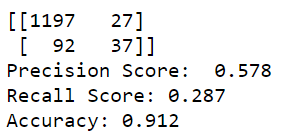 [[1197   27]
 [  92   37]]
Precision Score:  0.578
Recall Score: 0.287
Accuracy: 0.912